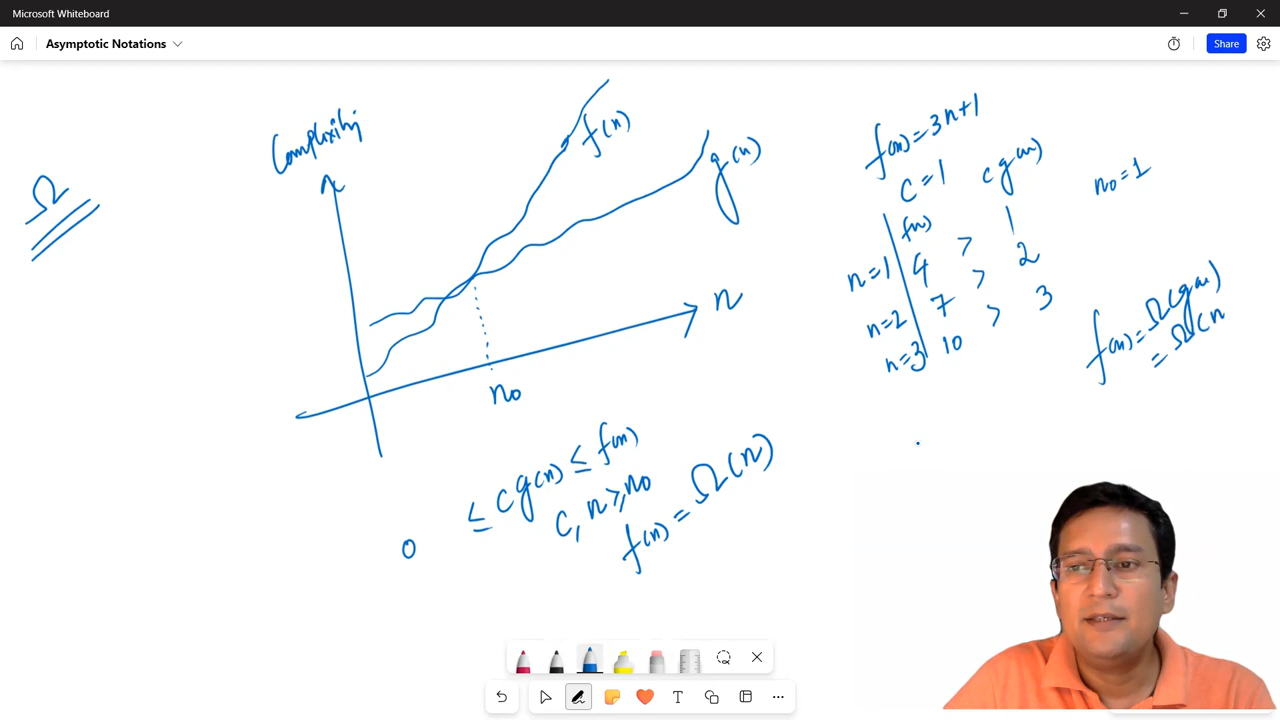 Microsoft Whiteboard
Asymptotic Notations
Share
Ω
Complexity
f(n)
g(n)
n
n0
0 ≤ c g(n) ≤ f(n)
c, n ≥ n0
f(n) = Ω(n)
f(n) = 3n+1
c=1 c g(n)
n0=1
f(n)
n=1 4 > 1
n=2 7 > 2
n=3 10 > 3
f(n) = Ω(g(n)
= Ω(n
T